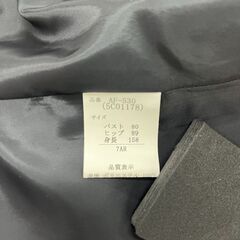 品番 AF-530
(5C01178)
サイズ
バスト 80
ヒップ 89
身長 158
7AR
品質表示